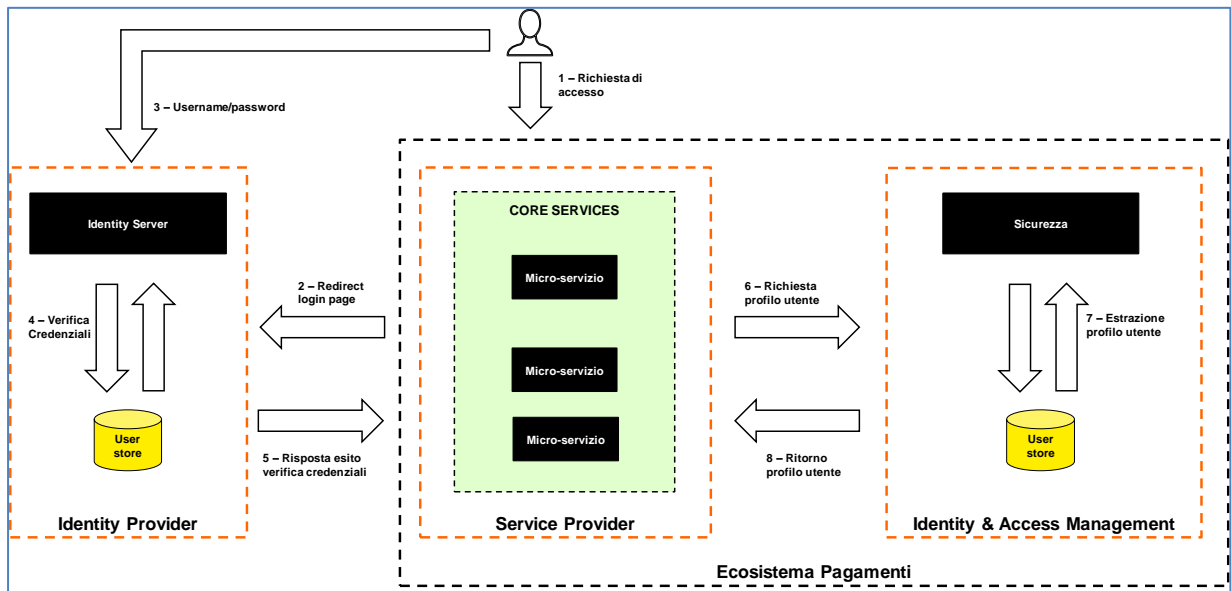 1 – Richiesta di
accesso
3 – Username/password
Identity Server
CORE SERVICES
Sicurezza
Micro-servizio
2 – Redirect
login page
6 – Richiesta
profilo utente
4 – Verifica
Credenziali
7 – Estrazione
profilo utente
Micro-servizio
User
store
Micro-servizio
User
store
5 – Risposta esito
verifica credenziali
8 – Ritorno
profilo utente
Identity Provider
Service Provider
Identity & Access Management
Ecosistema Pagamenti